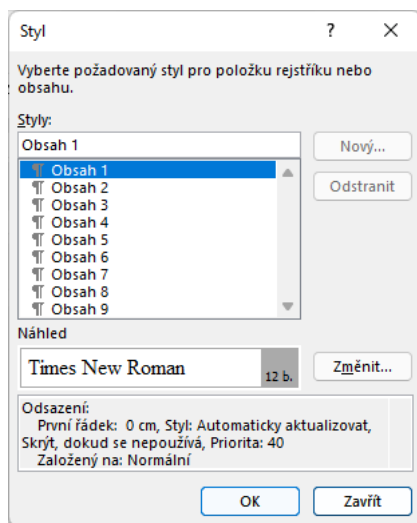 Styl ? ×
Vyberte požadovaný styl pro položku rejstříku nebo
obsahu.
Styly:
Obsah 1
Nový...
¶ Obsah 1
¶ Obsah 2
Odstranit
¶ Obsah 3
¶ Obsah 4
¶ Obsah 5
¶ Obsah 6
¶ Obsah 7
¶ Obsah 8
¶ Obsah 9
Náhled
Times New Roman
12 b.
Změnit...
Odsazení:
První řádek:  0 cm, Styl: Automaticky aktualizovat,
Skrýt, dokud se nepoužívá, Priorita: 40
Založený na: Normální
OK
Zavřít